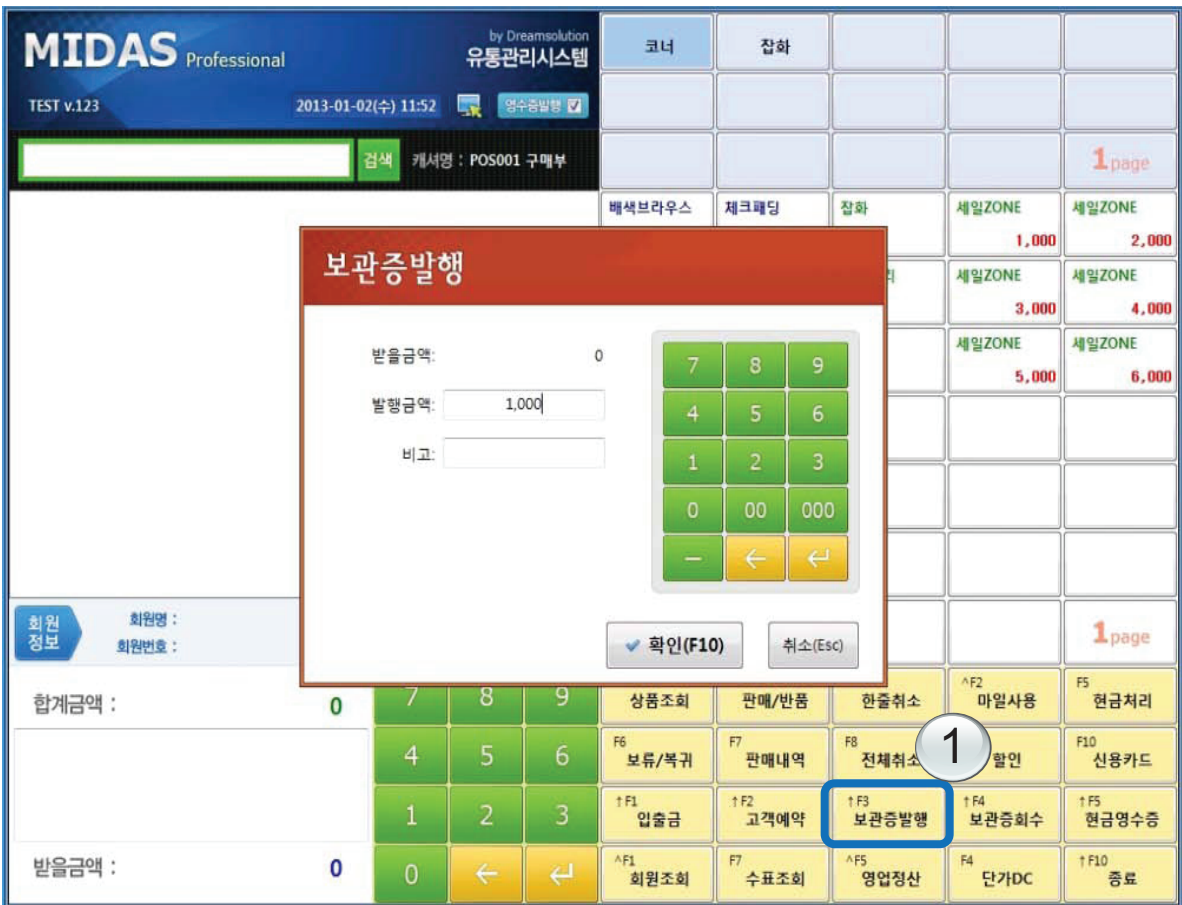 MIDAS Professional
by Dreamsolution
유통관리시스템
TEST v.123
2013-01-02(수) 11:52
영수증발행
검색
캐셔명 : POS001 구매부
코너
잡화
1page
배색브라우스
체크패딩
잡화
세일ZONE
1,000
세일ZONE
2,000
세일ZONE
3,000
세일ZONE
4,000
세일ZONE
5,000
세일ZONE
6,000
1page
보관증발행
받을금액: 0
발행금액: 1,000
비고:
7 8 9
4 5 6
1 2 3
0 00 000
−
확인(F10)
취소(Esc)
회원
정보
회원명 :
회원번호 :
합계금액 : 0
받을금액 : 0
7 8 9
4 5 6
1 2 3
0
상품조회
판매/반품
한줄취소
^F2
마일사용
F5
현금처리
F6
보류/복귀
F7
판매내역
F8
전체취소
1
할인
F10
신용카드
↑F1
입출금
↑F2
고객예약
↑F3
보관증발행
↑F4
보관증회수
↑F5
현금영수증
^F1
회원조회
F7
수표조회
^F5
영업정산
F4
단가DC
↑F10
종료